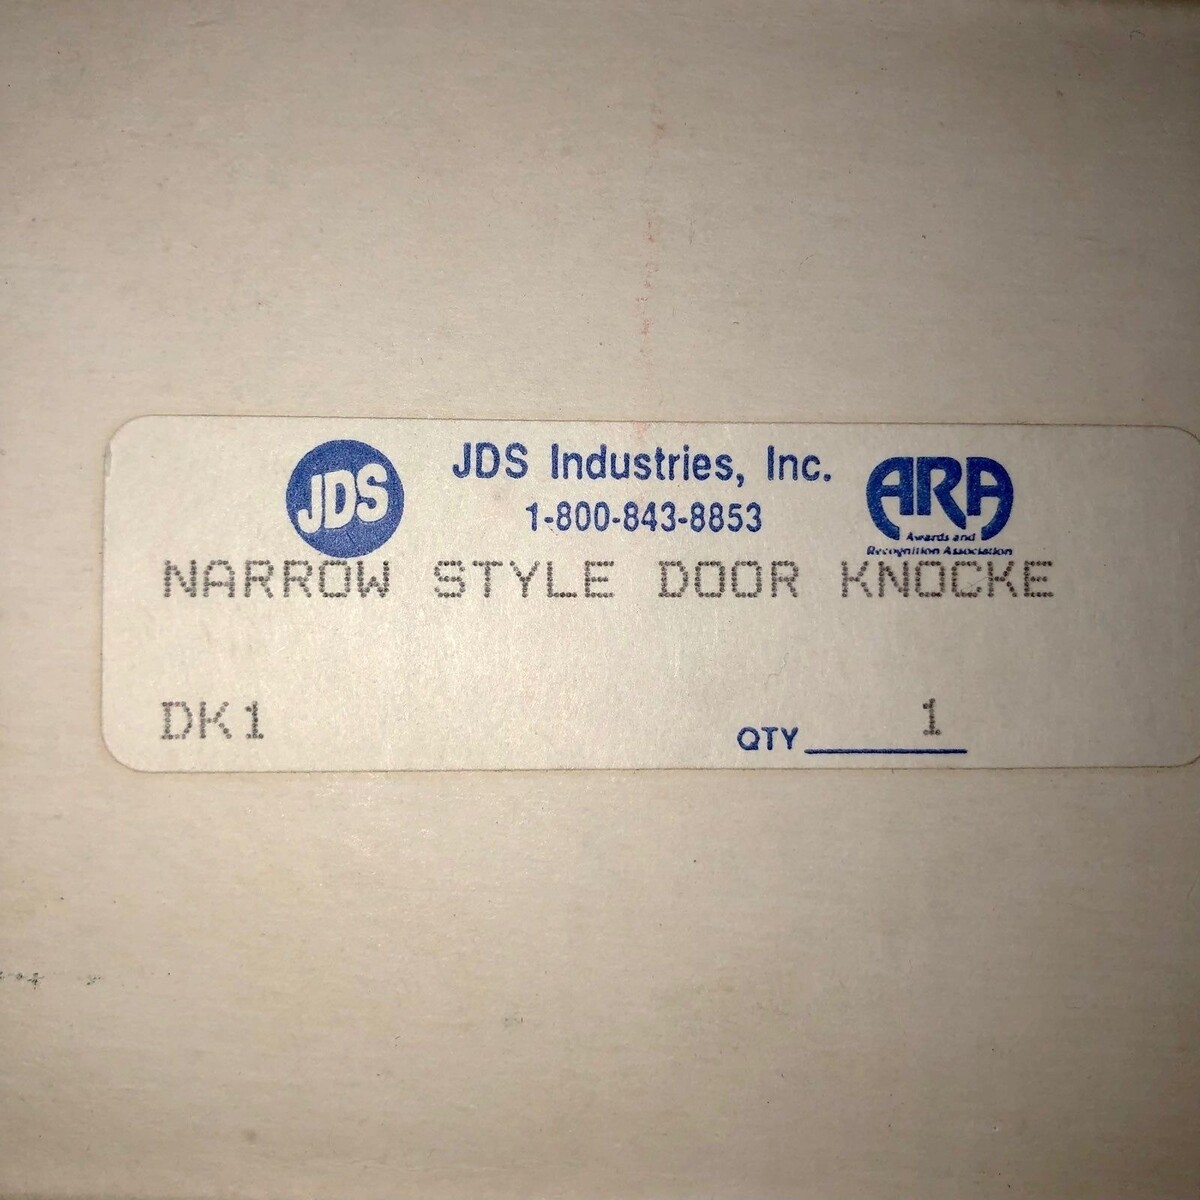 JDS
JDS Industries, Inc.
1-800-843-8853
ARA
Awards and
Recognition Association
NARROW STYLE DOOR KNOCKE
DK1
QTY 1